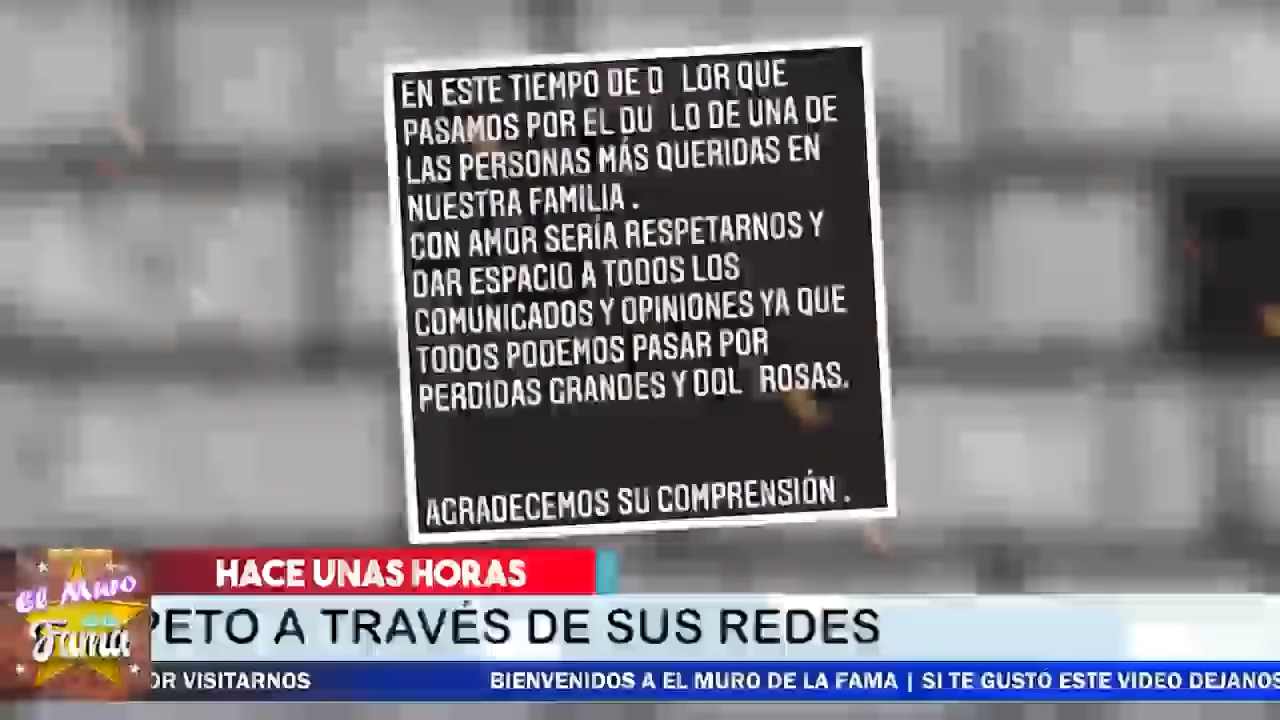 EN ESTE TIEMPO DE D LOR QUE
PASAMOS POR EL DU LO DE UNA DE
LAS PERSONAS MÁS QUERIDAS EN
NUESTRA FAMILIA .
CON AMOR SERÍA RESPETARNOS Y
DAR ESPACIO A TODOS LOS
COMUNICADOS Y OPINIONES YA QUE
TODOS PODEMOS PASAR POR
PERDIDAS GRANDES Y DOL ROSAS.
AGRADECEMOS SU COMPRENSIÓN .
HACE UNAS HORAS
PETO A TRAVÉS DE SUS REDES
El Muro
de la
Fama
OR VISITARNOS
BIENVENIDOS A EL MURO DE LA FAMA | SI TE GUSTÓ ESTE VIDEO DEJANOS